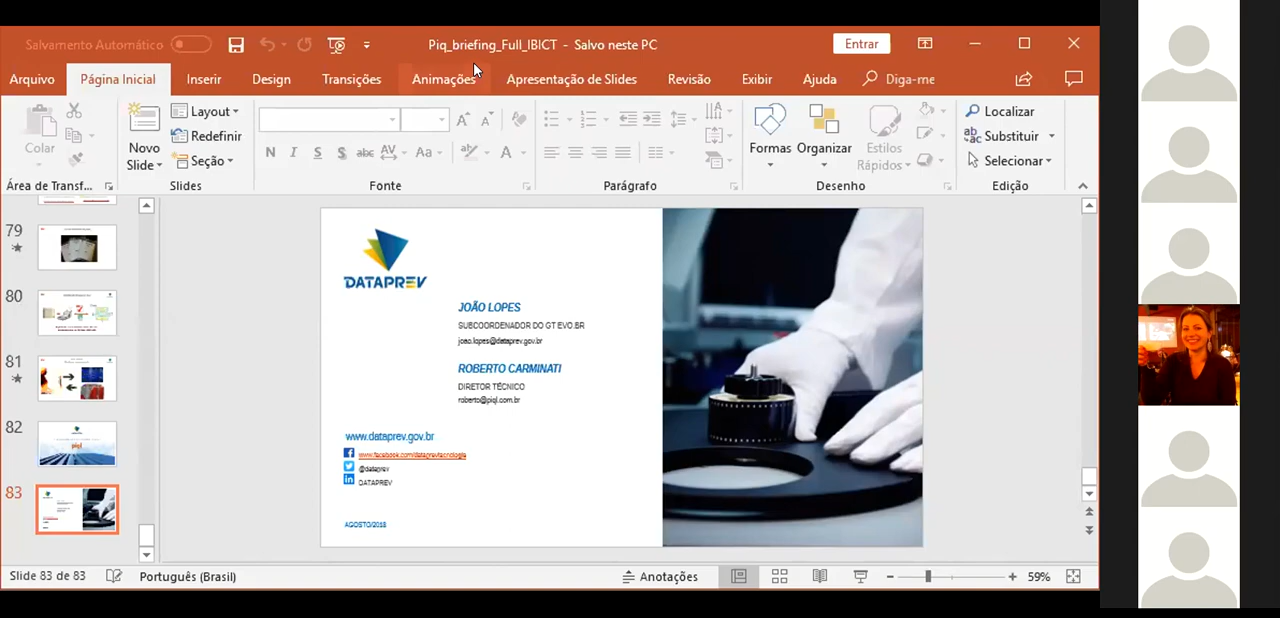 Salvamento Automático
Piq_briefing_Full_IBICT - Salvo neste PC
Entrar
Arquivo
Página Inicial
Inserir
Design
Transições
Animações
Apresentação de Slides
Revisão
Exibir
Ajuda
Diga-me
Colar
Novo
Slide
Layout
Redefinir
Seção
N I S S abc AV Aa A
Formas
Organizar
Estilos
Rápidos
Localizar
Substituir
Selecionar
Área de Transf...
Slides
Fonte
Parágrafo
Desenho
Edição
79
80
81
82
piql
83
DATAPREV
JOÃO LOPES
SUBCOORDENADOR DO GT EVO.BR
joao.lopes@dataprev.gov.br
ROBERTO CARMINATI
DIRETOR TÉCNICO
roberto@piql.com.br
www.dataprev.gov.br
www.facebook.com/dataprevtecnologia
@dataprev
DATAPREV
AGOSTO/2018
Slide 83 de 83
Português (Brasil)
Anotações
59%